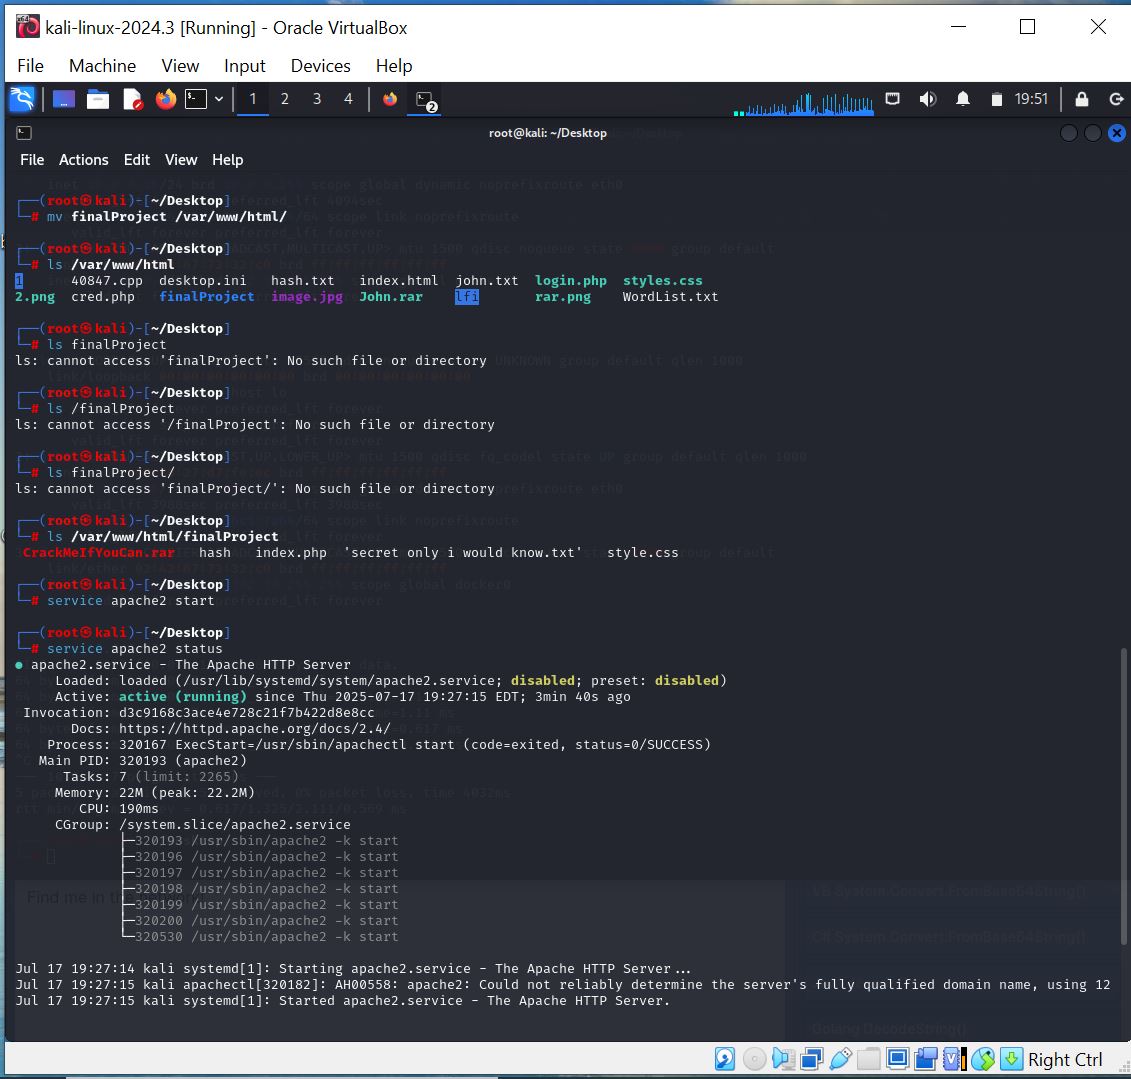 kali-linux-2024.3 [Running] - Oracle VirtualBox
File Machine View Input Devices Help
1 2 3 4 2 19:51
root@kali: ~/Desktop
File Actions Edit View Help
┌──(root㉿kali)-[~/Desktop]
└─# mv finalProject /var/www/html/
┌──(root㉿kali)-[~/Desktop]
└─# ls /var/www/html
1 40847.cpp desktop.ini hash.txt index.html john.txt login.php styles.css
2.png cred.php finalProject image.jpg John.rar lfi rar.png WordList.txt
┌──(root㉿kali)-[~/Desktop]
└─# ls finalProject
ls: cannot access 'finalProject': No such file or directory
┌──(root㉿kali)-[~/Desktop]
└─# ls /finalProject
ls: cannot access '/finalProject': No such file or directory
┌──(root㉿kali)-[~/Desktop]
└─# ls finalProject/
ls: cannot access 'finalProject/': No such file or directory
┌──(root㉿kali)-[~/Desktop]
└─# ls /var/www/html/finalProject
CrackMeIfYouCan.rar hash index.php 'secret only i would know.txt' style.css
┌──(root㉿kali)-[~/Desktop]
└─# service apache2 start
┌──(root㉿kali)-[~/Desktop]
└─# service apache2 status
● apache2.service - The Apache HTTP Server
Loaded: loaded (/usr/lib/systemd/system/apache2.service; disabled; preset: disabled)
Active: active (running) since Thu 2025-07-17 19:27:15 EDT; 3min 40s ago
Invocation: d3c9168c3ace4e728c21f7b422d8e8cc
Docs: https://httpd.apache.org/docs/2.4/
Process: 320167 ExecStart=/usr/sbin/apachectl start (code=exited, status=0/SUCCESS)
Main PID: 320193 (apache2)
Tasks: 7 (limit: 2265)
Memory: 22M (peak: 22.2M)
CPU: 190ms
CGroup: /system.slice/apache2.service
├─320193 /usr/sbin/apache2 -k start
├─320196 /usr/sbin/apache2 -k start
├─320197 /usr/sbin/apache2 -k start
├─320198 /usr/sbin/apache2 -k start
├─320199 /usr/sbin/apache2 -k start
├─320200 /usr/sbin/apache2 -k start
└─320530 /usr/sbin/apache2 -k start
Jul 17 19:27:14 kali systemd[1]: Starting apache2.service - The Apache HTTP Server...
Jul 17 19:27:15 kali apachectl[320182]: AH00558: apache2: Could not reliably determine the server's fully qualified domain name, using 12
Jul 17 19:27:15 kali systemd[1]: Started apache2.service - The Apache HTTP Server.
Right Ctrl